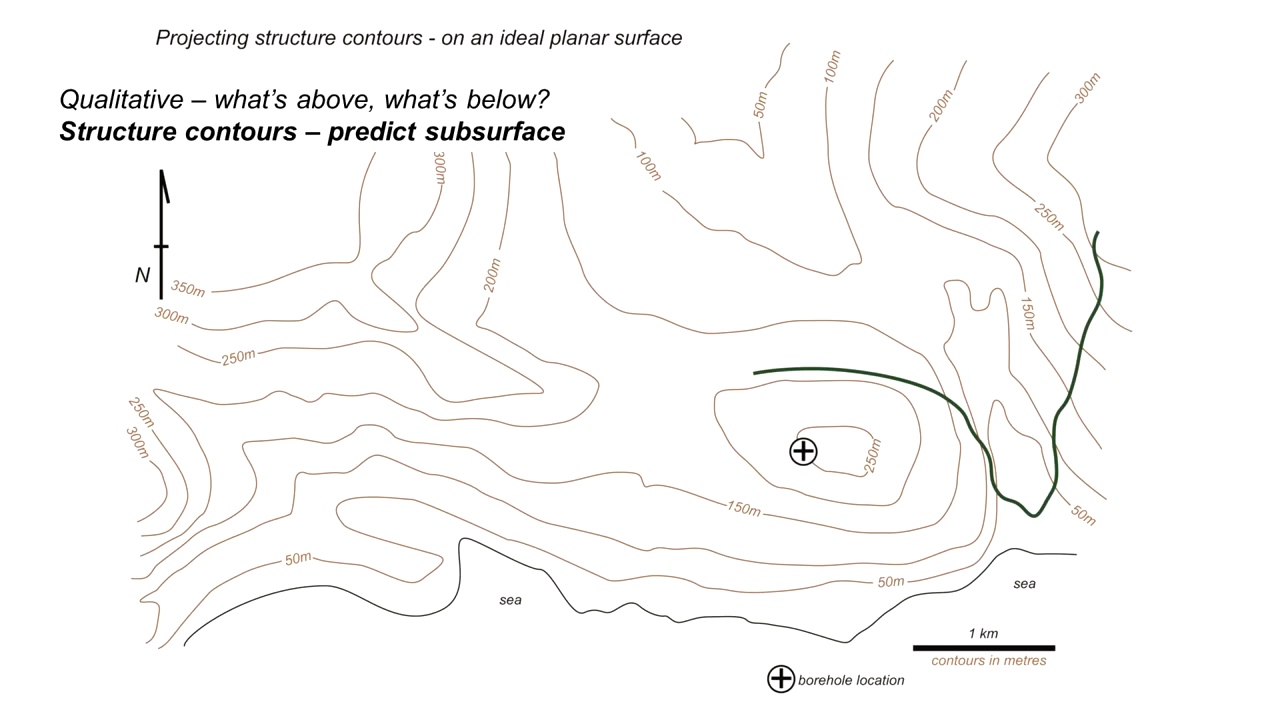 Projecting structure contours - on an ideal planar surface
Qualitative – what's above, what's below?
Structure contours – predict subsurface
50m
100m
200m
300m
100m
300m
250m
N
350m
300m
200m
150m
250m
250m
300m
250m
150m
50m
50m
50m
sea
sea
1 km
contours in metres
borehole location